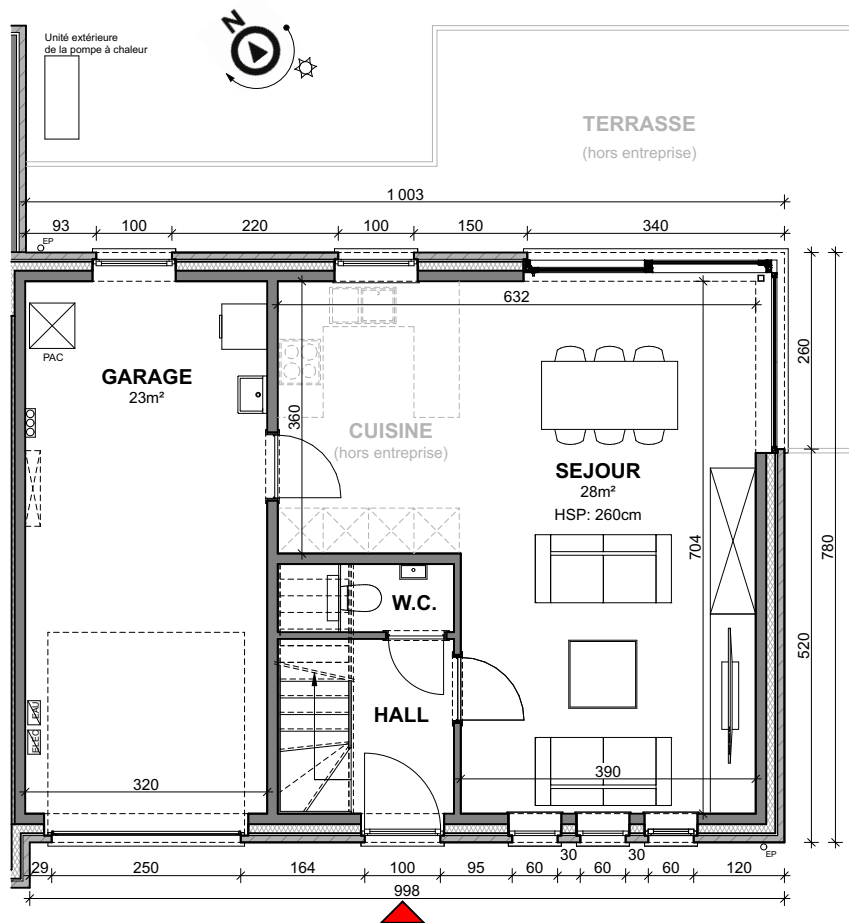 N
Unité extérieure
de la pompe à chaleur
TERRASSE
(hors entreprise)
1 003
93 100 220 100 150 340
EP
632
PAC
GARAGE
23m²
360
CUISINE
(hors entreprise)
SEJOUR
28m²
HSP: 260cm
704
260
780
520
W.C.
HALL
EAU
ELEC
320
390
EP
29 250 164 100 95 60 30 60 30 60 120
998